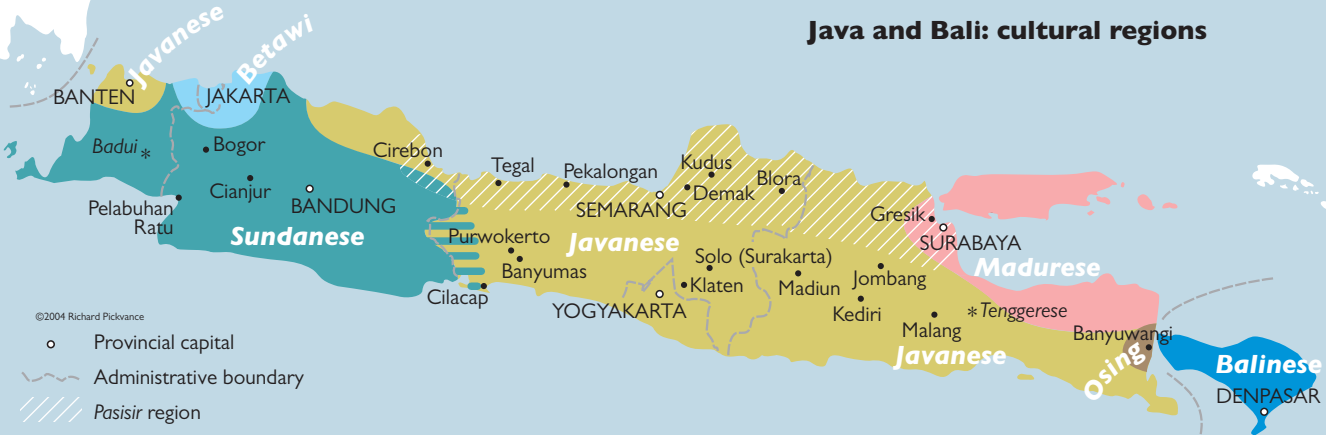 Java and Bali: cultural regions
Javanese
Betawi
BANTEN
JAKARTA
Badui *
Bogor
Cianjur
BANDUNG
Pelabuhan
Ratu
Sundanese
Cirebon
Tegal
Pekalongan
SEMARANG
Kudus
Demak
Blora
Gresik
SURABAYA
Madurese
Purwokerto
Banyumas
Cilacap
Javanese
Solo (Surakarta)
Klaten
YOGYAKARTA
Madiun
Jombang
Kediri
Malang
* Tenggerese
Javanese
Banyuwangi
Osing
Balinese
DENPASAR
©2004 Richard Pickvance
Provincial capital
Administrative boundary
Pasisir region